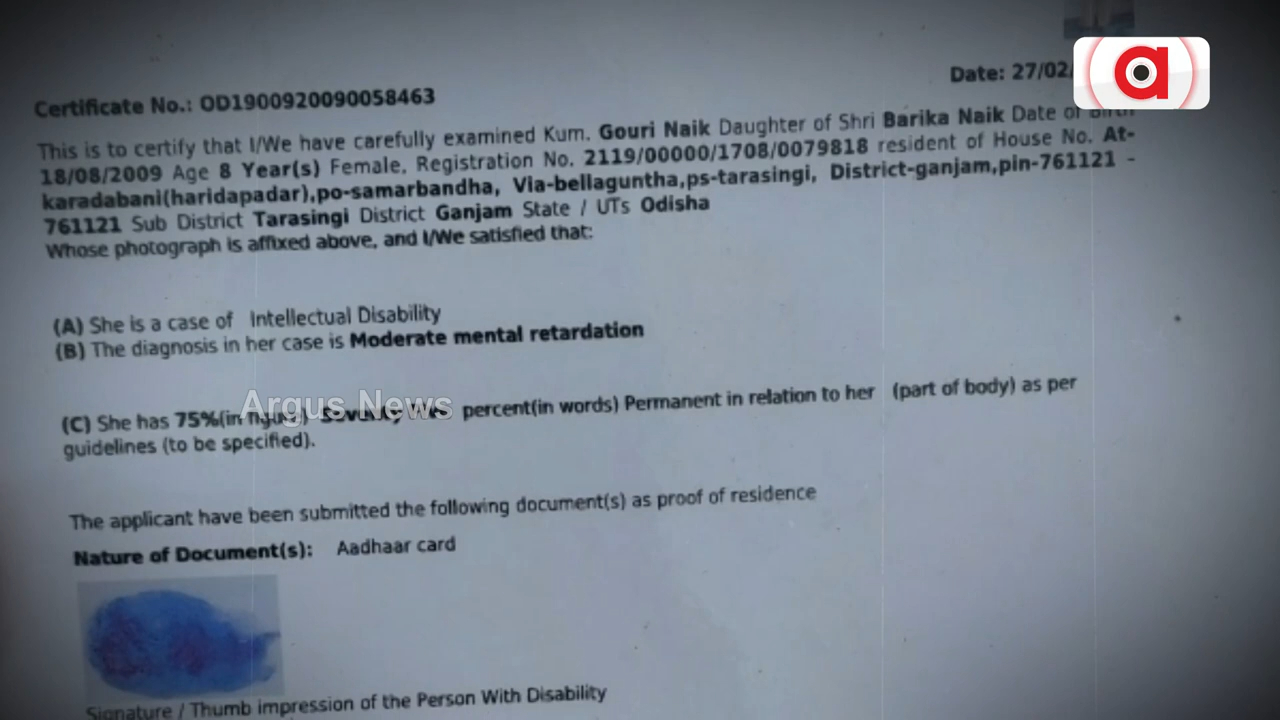 Date: 27/02/
Certificate No.: OD1900920090058463
This is to certify that I/We have carefully examined Kum. Gouri Naik Daughter of Shri Barika Naik Date of Birth
18/08/2009 Age 8 Year(s) Female, Registration No. 2119/00000/1708/0079818 resident of House No. At-
karadabani(haridapadar),po-samarbandha, Via-bellaguntha,ps-tarasingi, District-ganjam,pin-761121 -
761121 Sub District Tarasingi District Ganjam State / UTs Odisha
Whose photograph is affixed above, and I/We satisfied that:
(A) She is a case of Intellectual Disability
(B) The diagnosis in her case is Moderate mental retardation
(C) She has 75%(in percent(in words) Permanent in relation to her (part of body) as per
Argus News
guidelines (to be specified).
The applicant have been submitted the following document(s) as proof of residence
Nature of Document(s): Aadhaar card
Signature / Thumb impression of the Person With Disability
a